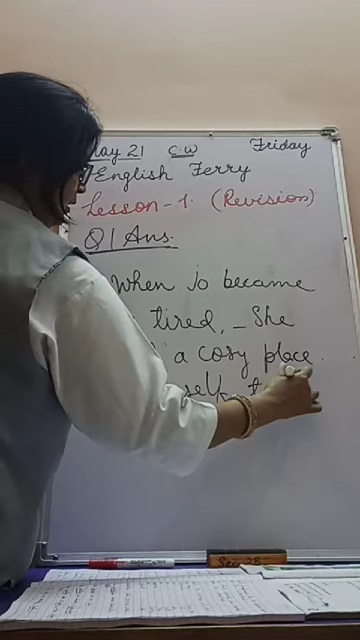 May 21 C.W Friday
English Ferry
Lesson-1. (Revision)
Q1 Ans.
When Jo became
tired, - She
a cosy place
self